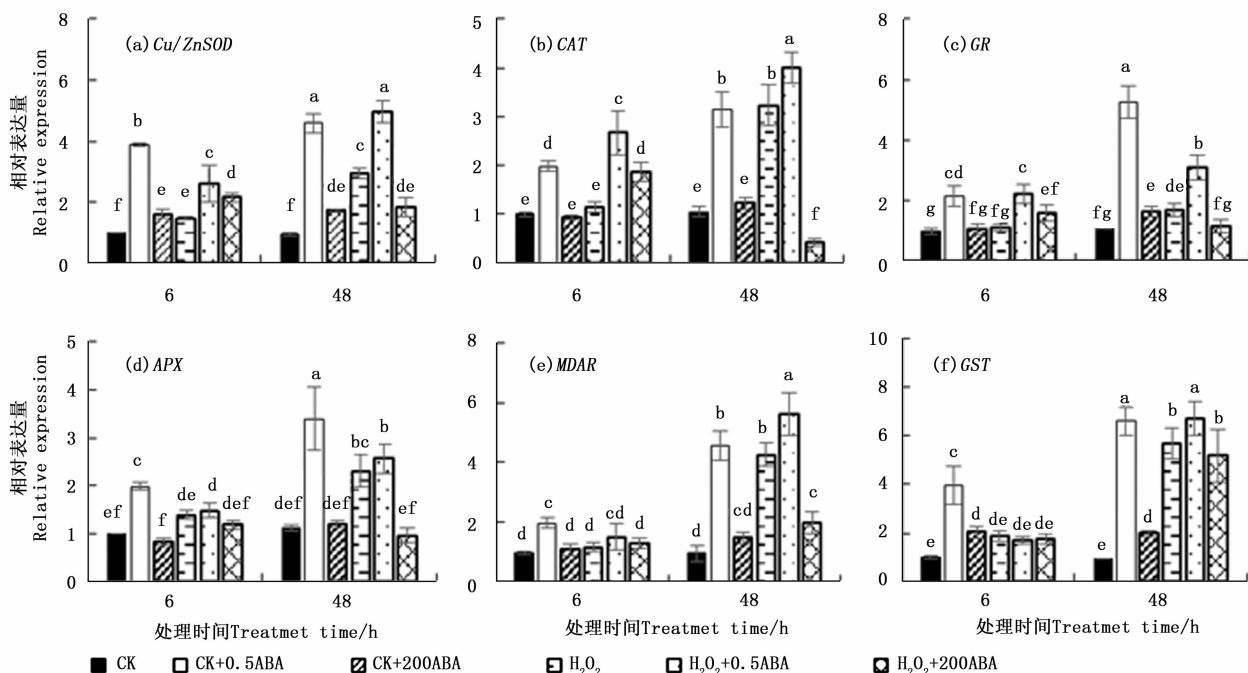 (a)Cu/ZnSOD
相对表达量
Relative expression
8
6
4
2
0
f b e e c d
f a de c a de
6 48
(b)CAT
5
4
3
2
1
0
e d e e c e
e b e b a f
6 48
(c)GR
8
6
4
2
0
g cd fg fg c ef
fg a e de b fg
6 48
(d)APX
相对表达量
Relative expression
5
4
3
2
1
0
ef c f de d def
def a def bc b ef
6 48
处理时间Treatmet time/h
(e)MDAR
8
6
4
2
0
d c d d cd d
d b cd b a c
6 48
处理时间Treatmet time/h
(f)GST
10
8
6
4
2
0
e c d de de de
e a d b a b
6 48
处理时间Treatmet time/h
CK CK+0.5ABA CK+200ABA H₂O₂ H₂O₂+0.5ABA H₂O₂+200ABA